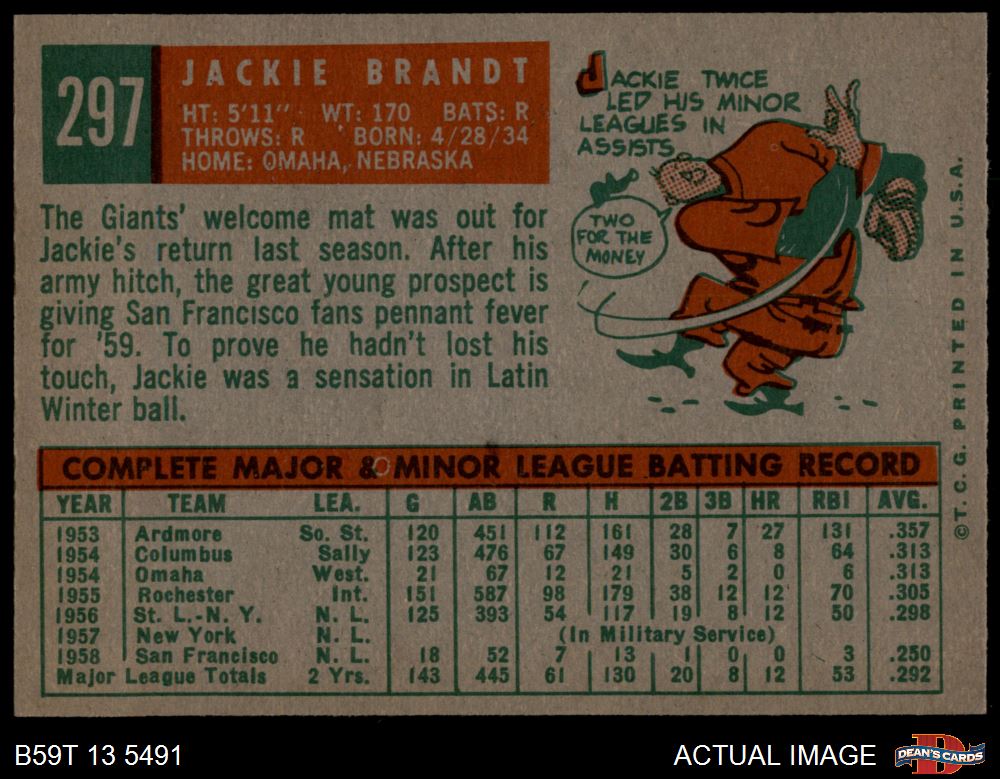 297
JACKIE BRANDT
HT: 5'11" WT: 170 BATS: R
THROWS: R BORN: 4/28/34
HOME: OMAHA, NEBRASKA
JACKIE TWICE
LED HIS MINOR
LEAGUES IN
ASSISTS
TWO
FOR THE
MONEY
The Giants' welcome mat was out for
Jackie's return last season. After his
army hitch, the great young prospect is
giving San Francisco fans pennant fever
for '59. To prove he hadn't lost his
touch, Jackie was a sensation in Latin
Winter ball.
COMPLETE MAJOR & MINOR LEAGUE BATTING RECORD
YEAR TEAM LEA. G AB R H 2B 3B HR RBI AVG.
1953 Ardmore So. St. 120 451 112 161 28 7 27 131 .357
1954 Columbus Sally 123 476 67 149 30 6 8 64 .313
1954 Omaha West. 21 67 12 21 5 2 0 6 .313
1955 Rochester Int. 151 587 98 179 38 12 12 70 .305
1956 St. L.-N. Y. N. L. 125 393 54 117 19 8 12 50 .298
1957 New York N. L. (In Military Service)
1958 San Francisco N. L. 18 52 7 13 1 0 0 3 .250
Major League Totals 2 Yrs. 143 445 61 130 20 8 12 53 .292
©T. C. G. PRINTED IN U.S.A.
B59T 13 5491
ACTUAL IMAGE
D
DEAN'S CARDS